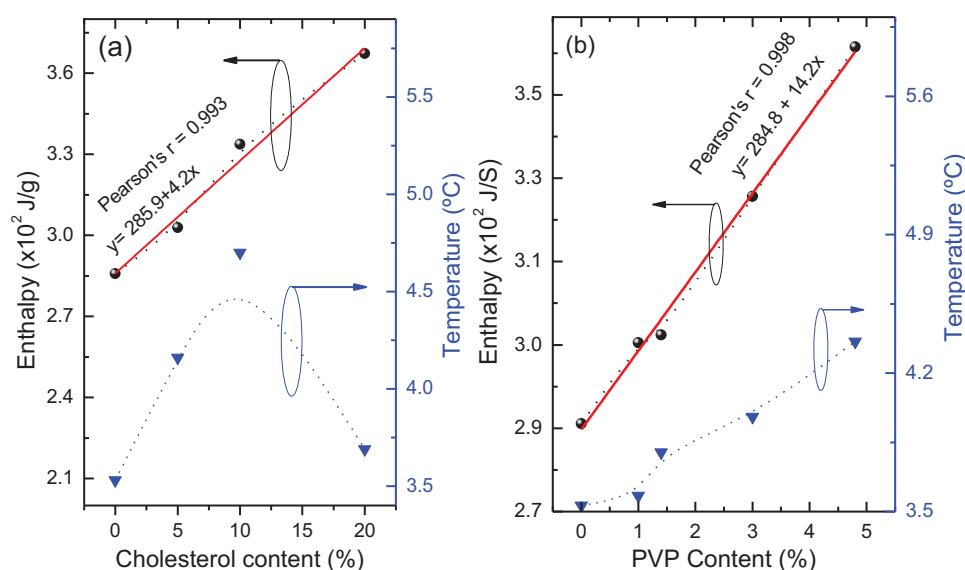 (a)
Enthalpy (x10² J/g)
3.6
3.3
3.0
2.7
2.4
2.1
Pearson's r = 0.993
y= 285.9+4.2x
5.5
5.0
4.5
4.0
3.5
Temperature (ºC)
0 5 10 15 20
Cholesterol content (%)
(b)
Enthalpy (x10² J/S)
3.5
3.3
3.1
3.0
2.9
2.7
Pearson's r = 0.998
y= 284.8 + 14.2x
5.6
4.9
4.2
3.5
Temperature (ºC)
0 1 2 3 4 5
PVP Content (%)